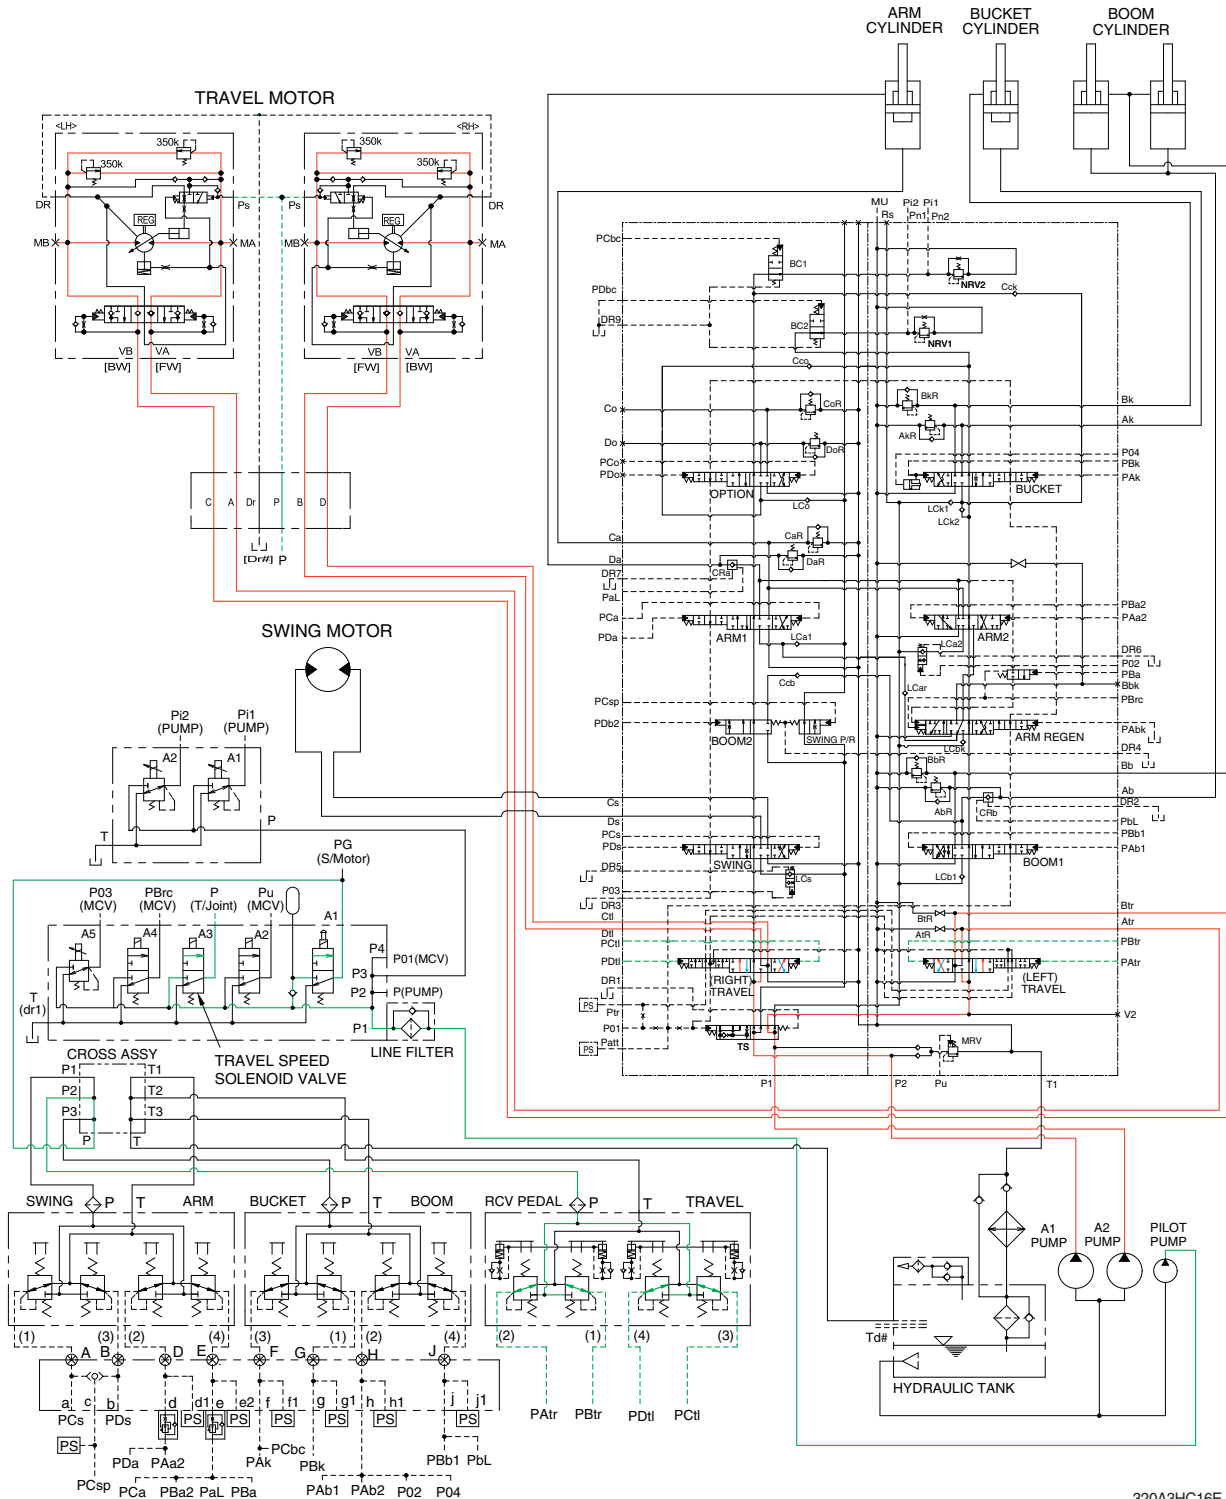 ARM
CYLINDER
BUCKET
CYLINDER
BOOM
CYLINDER
TRAVEL MOTOR
<LH>
<RH>
350k
350k
350k
350k
DR
Ps
Ps
DR
REG
REG
MB
MA
MB
MA
VB
VA
VB
VA
[BW]
[FW]
[FW]
[BW]
C
A
Dr
P
B
D
[Dr#]
P
SWING MOTOR
MU
Rs
Pi2
Pi1
Pn1
Pn2
PCbc
BC1
NRV2
Cck
PDbc
DR9
BC2
NRV1
Cco
Co
CoR
BkR
Bk
AkR
Ak
Do
DoR
PCo
PDo
P04
PBk
PAk
OPTION
BUCKET
LCo
LCk1
LCk2
Ca
CaR
Da
DaR
DR7
CRa
PaL
PCa
PDa
ARM1
ARM2
PBa2
PAa2
LCa1
LCa2
DR6
P02
PBa
Bbk
PBrc
Ccb
LCar
PCsp
PDb2
BOOM2
SWING P/R
ARM REGEN
PAbk
LCbk
DR4
BbR
Bb
Cs
AbR
CRb
Ab
DR2
Ds
PbL
PCs
PBb1
PDs
PAb1
SWING
BOOM1
DR5
LCs
LCb1
P03
DR3
Ctl
BtR
Btr
Dtl
AtR
Atr
PCtl
PBtr
PDtl
PAtr
DR1
(RIGHT)
TRAVEL
(LEFT)
TRAVEL
PS
Ptr
P01
V2
Patt
PS
TS
MRV
P1
P2
Pu
T1
Pi2
(PUMP)
Pi1
(PUMP)
A2
A1
T
P
PG
(S/Motor)
P03
(MCV)
PBrc
(MCV)
P
(T/Joint)
Pu
(MCV)
A5
A4
A3
A2
A1
P4
P01(MCV)
P3
P2
P(PUMP)
T
(dr1)
P1
LINE FILTER
TRAVEL SPEED
SOLENOID VALVE
CROSS ASSY
P1
T1
P2
T2
P3
T3
P
T
SWING
P
T
ARM
BUCKET
P
T
BOOM
RCV PEDAL
P
T
TRAVEL
(1)
(3)
(2)
(4)
(3)
(1)
(2)
(4)
(2)
(1)
(4)
(3)
A
B
D
E
F
G
H
J
a
c
b
d
d1
e
e2
f
f1
g
g1
h
h1
j
j1
PCs
PDs
PS
PS
PS
PS
PS
PS
PS
PCsp
PDa
PAa2
PCa
PBa2
PaL
PBa
PCbc
PAk
PBk
PAb1
PAb2
P02
P04
PBb1
PbL
PAtr
PBtr
PDtl
PCtl
A1
PUMP
A2
PUMP
PILOT
PUMP
Td#
HYDRAULIC TANK
320A3HC16E